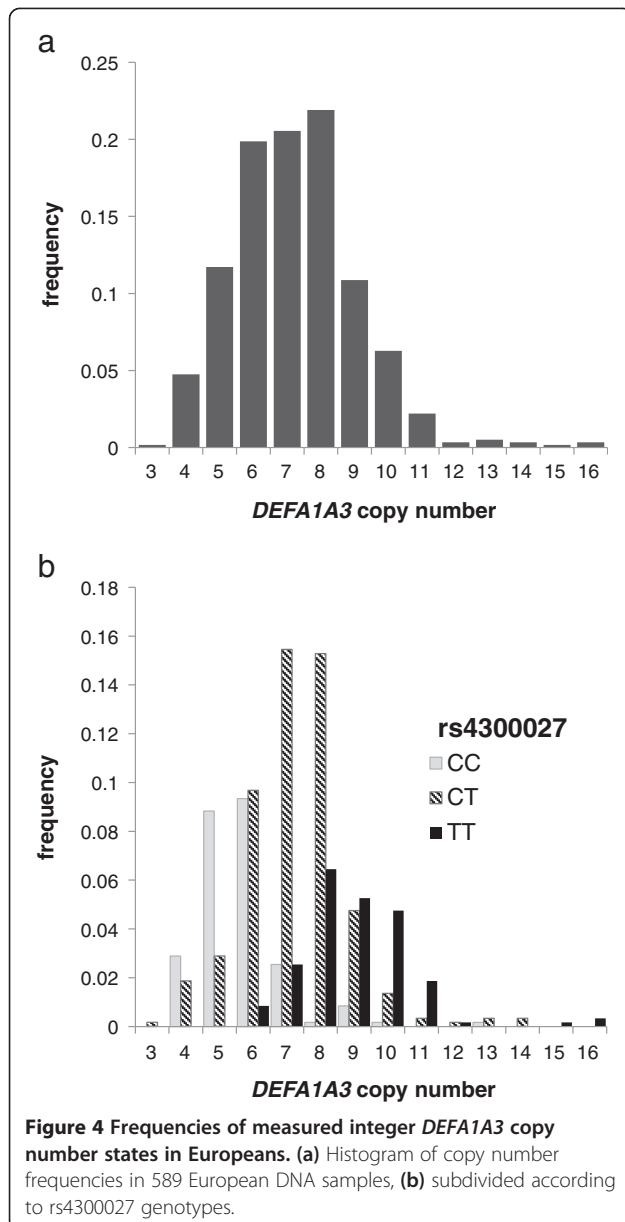 a
0.25
0.2
0.15
0.1
0.05
0
frequency
3 4 5 6 7 8 9 10 11 12 13 14 15 16
DEFA1A3 copy number
b
0.18
0.16
0.14
0.12
0.1
0.08
0.06
0.04
0.02
0
frequency
rs4300027
CC
CT
TT
3 4 5 6 7 8 9 10 11 12 13 14 15 16
DEFA1A3 copy number
Figure 4 Frequencies of measured integer DEFA1A3 copy
number states in Europeans. (a) Histogram of copy number
frequencies in 589 European DNA samples, (b) subdivided according
to rs4300027 genotypes.